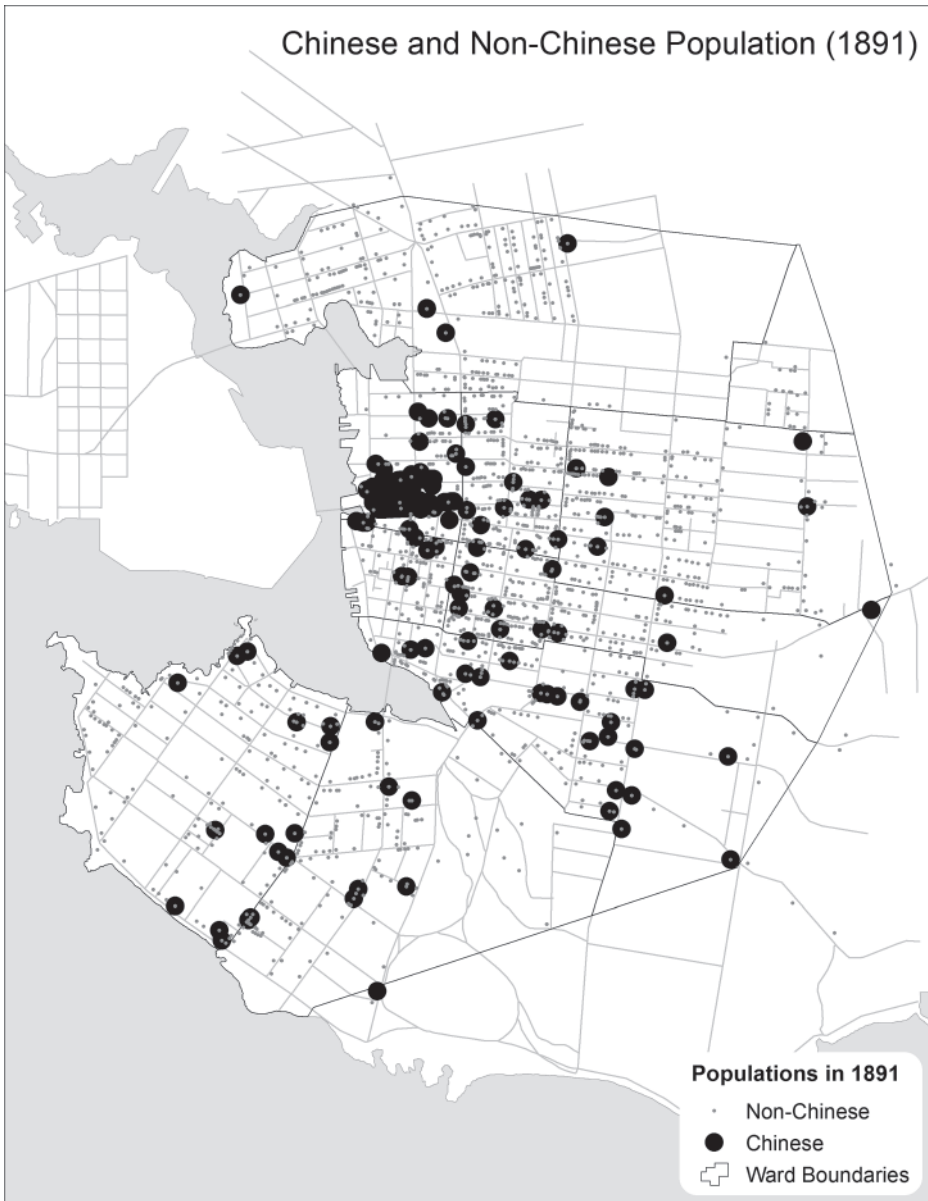 Chinese and Non-Chinese Population (1891)
Populations in 1891
Non-Chinese
Chinese
Ward Boundaries